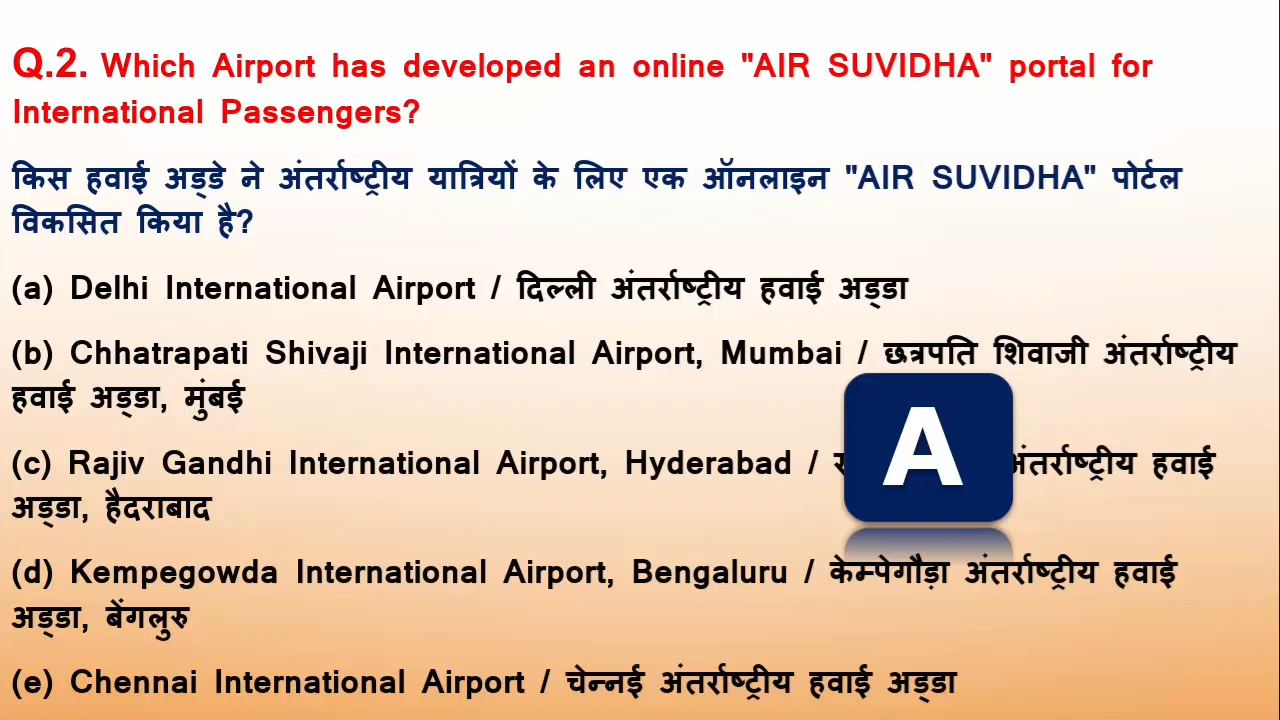 Q.2. Which Airport has developed an online "AIR SUVIDHA" portal for
International Passengers?
किस हवाई अड्डे ने अंतर्राष्ट्रीय यात्रियों के लिए एक ऑनलाइन "AIR SUVIDHA" पोर्टल
विकसित किया है?
(a) Delhi International Airport / दिल्ली अंतर्राष्ट्रीय हवाई अड्डा
(b) Chhatrapati Shivaji International Airport, Mumbai / छत्रपति शिवाजी अंतर्राष्ट्रीय
हवाई अड्डा, मुंबई
A
(c) Rajiv Gandhi International Airport, Hyderabad / अंतर्राष्ट्रीय हवाई
अड्डा, हैदराबाद
(d) Kempegowda International Airport, Bengaluru / केम्पेगौड़ा अंतर्राष्ट्रीय हवाई
अड्डा, बेंगलुरु
(e) Chennai International Airport / चेन्नई अंतर्राष्ट्रीय हवाई अड्डा